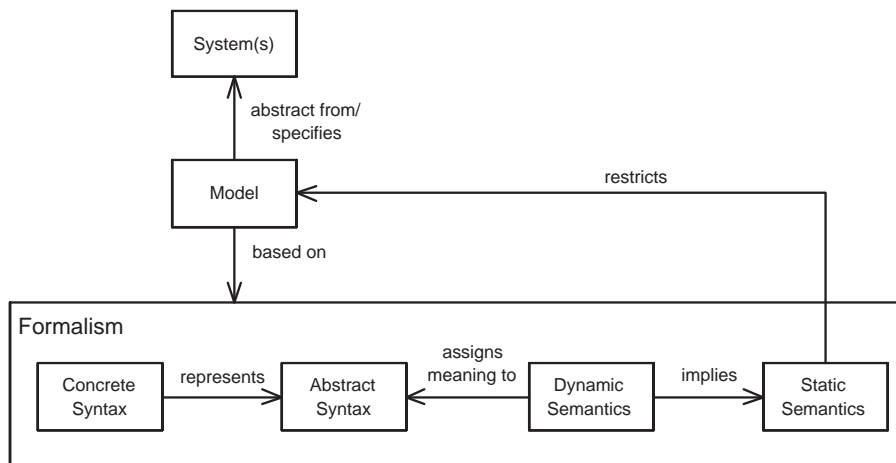 System(s)
abstract from/
specifies
Model
restricts
based on
Formalism
Concrete
Syntax
represents
Abstract
Syntax
assigns
meaning to
Dynamic
Semantics
implies
Static
Semantics